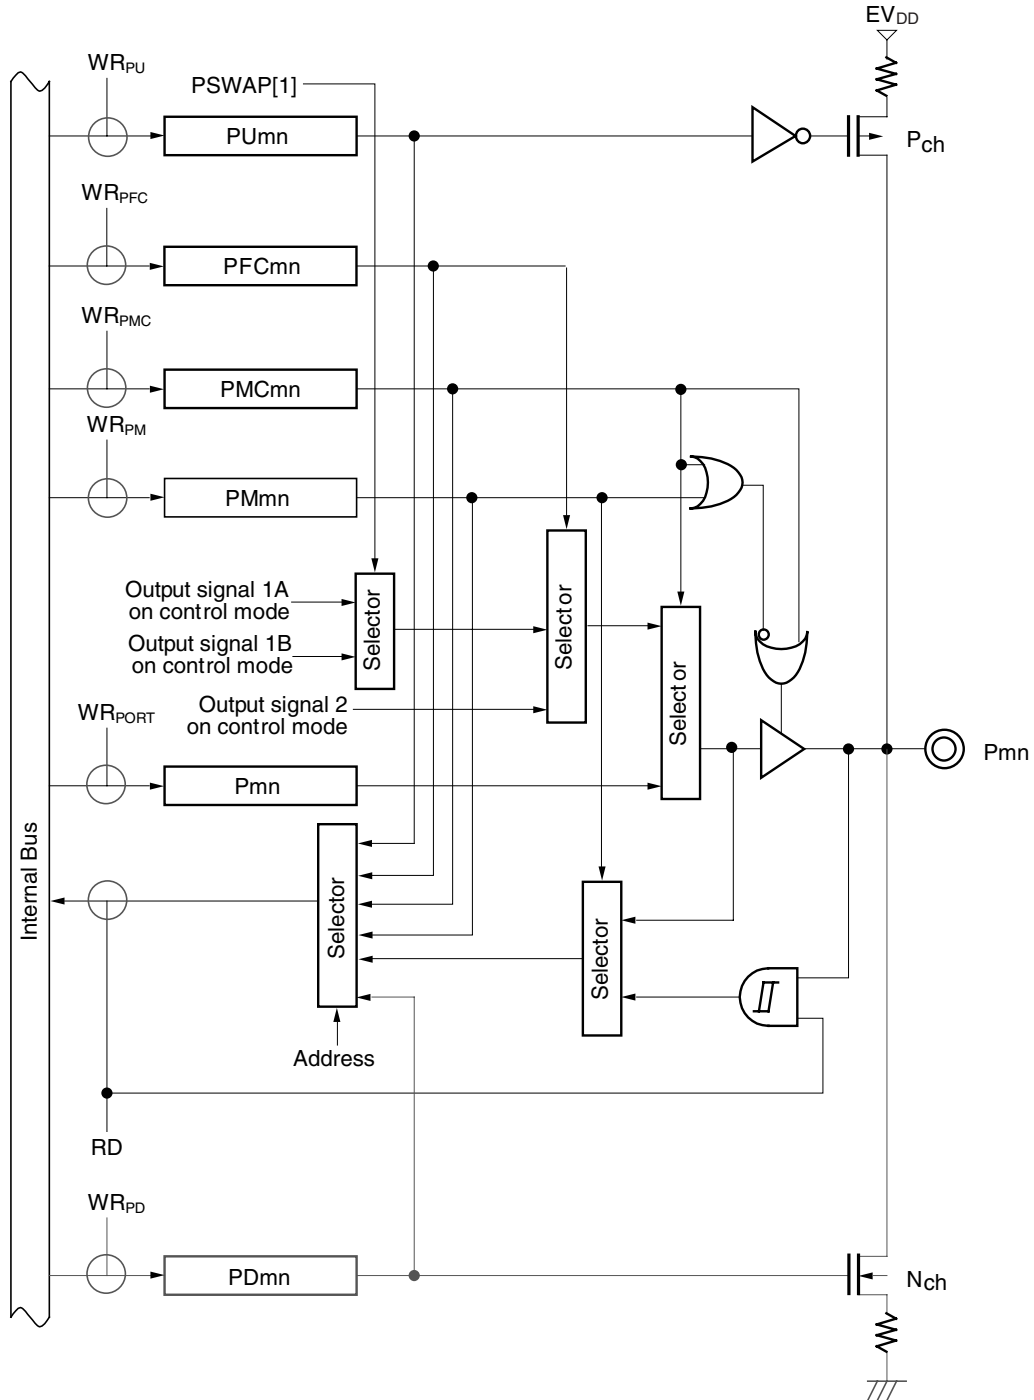 EVDD
WRPU
PSWAP[1]
PUmn
Pch
WRPFC
PFCmn
WRPMC
PMCmn
WRPM
PMmn
Output signal 1A
on control mode
Output signal 1B
on control mode
Selector
Selector
Selector
Output signal 2
on control mode
WRPORT
Pmn
Pmn
Internal Bus
Selector
Selector
Address
RD
WRPD
PDmn
Nch